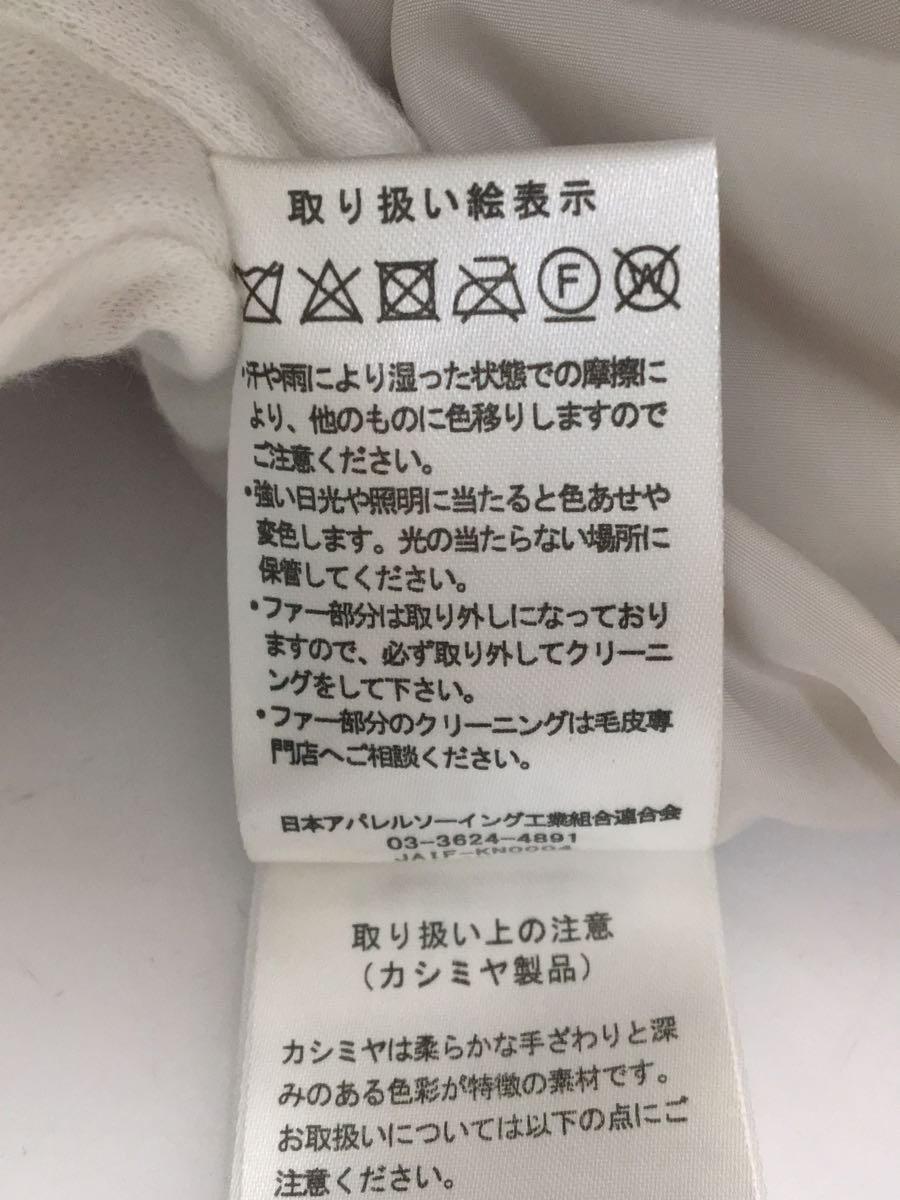 取り扱い絵表示
F W
・汗や雨により湿った状態での摩擦に
より、他のものに色移りしますので
ご注意ください。
・強い日光や照明に当たると色あせや
変色します。光の当たらない場所に
保管してください。
・ファー部分は取り外しになっており
ますので、必ず取り外してクリーニ
ングをして下さい。
・ファー部分のクリーニングは毛皮専
門店へご相談ください。
日本アパレルソーイング工業組合連合会
03-3624-4891
JAIF-KN0004
取り扱い上の注意
(カシミヤ製品)
カシミヤは柔らかな手ざわりと深
みのある色彩が特徴の素材です。
お取扱いについては以下の点にご
注意ください。